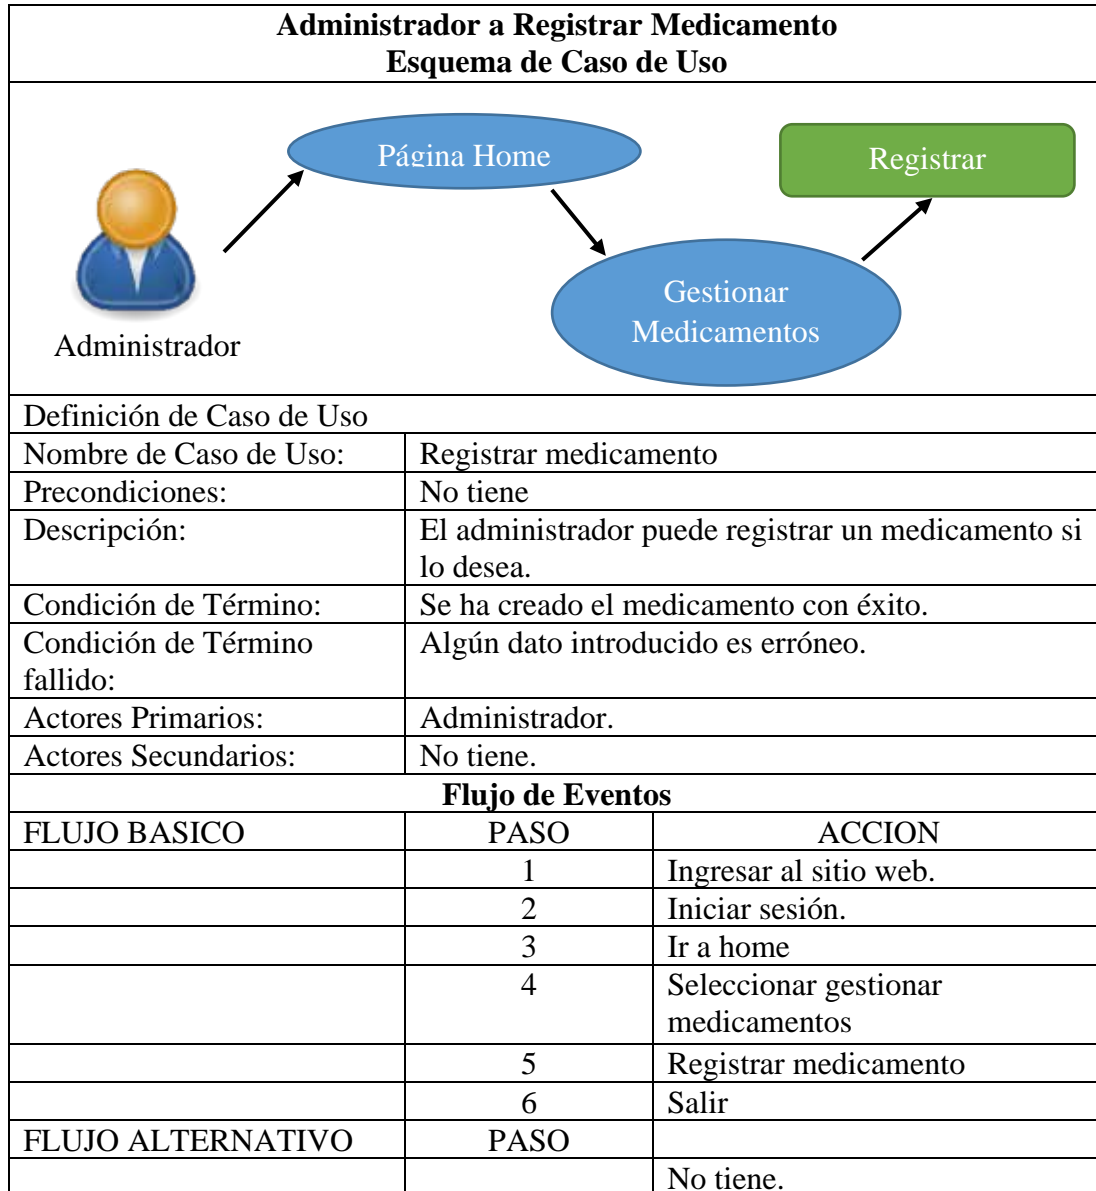 Administrador a Registrar Medicamento
Esquema de Caso de Uso
Página Home
Registrar
Gestionar
Medicamentos
Administrador
Definición de Caso de Uso
Nombre de Caso de Uso: Registrar medicamento
Precondiciones: No tiene
Descripción: El administrador puede registrar un medicamento si
lo desea.
Condición de Término: Se ha creado el medicamento con éxito.
Condición de Término Algún dato introducido es erróneo.
fallido:
Actores Primarios: Administrador.
Actores Secundarios: No tiene.
Flujo de Eventos
FLUJO BASICO PASO ACCION
1 Ingresar al sitio web.
2 Iniciar sesión.
3 Ir a home
4 Seleccionar gestionar
medicamentos
5 Registrar medicamento
6 Salir
FLUJO ALTERNATIVO PASO
No tiene.